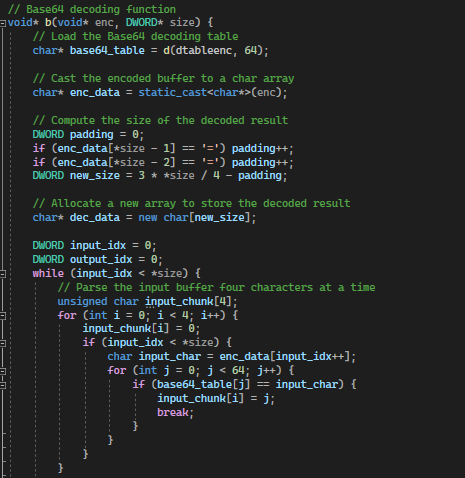 // Base64 decoding function
void* b(void* enc, DWORD* size) {
    // Load the Base64 decoding table
    char* base64_table = d(dtableenc, 64);

    // Cast the encoded buffer to a char array
    char* enc_data = static_cast<char*>(enc);

    // Compute the size of the decoded result
    DWORD padding = 0;
    if (enc_data[*size - 1] == '=') padding++;
    if (enc_data[*size - 2] == '=') padding++;
    DWORD new_size = 3 * *size / 4 - padding;

    // Allocate a new array to store the decoded result
    char* dec_data = new char[new_size];

    DWORD input_idx = 0;
    DWORD output_idx = 0;
    while (input_idx < *size) {
        // Parse the input buffer four characters at a time
        unsigned char input_chunk[4];
        for (int i = 0; i < 4; i++) {
            input_chunk[i] = 0;
            if (input_idx < *size) {
                char input_char = enc_data[input_idx++];
                for (int j = 0; j < 64; j++) {
                    if (base64_table[j] == input_char) {
                        input_chunk[i] = j;
                        break;
                    }
                }
            }
        }